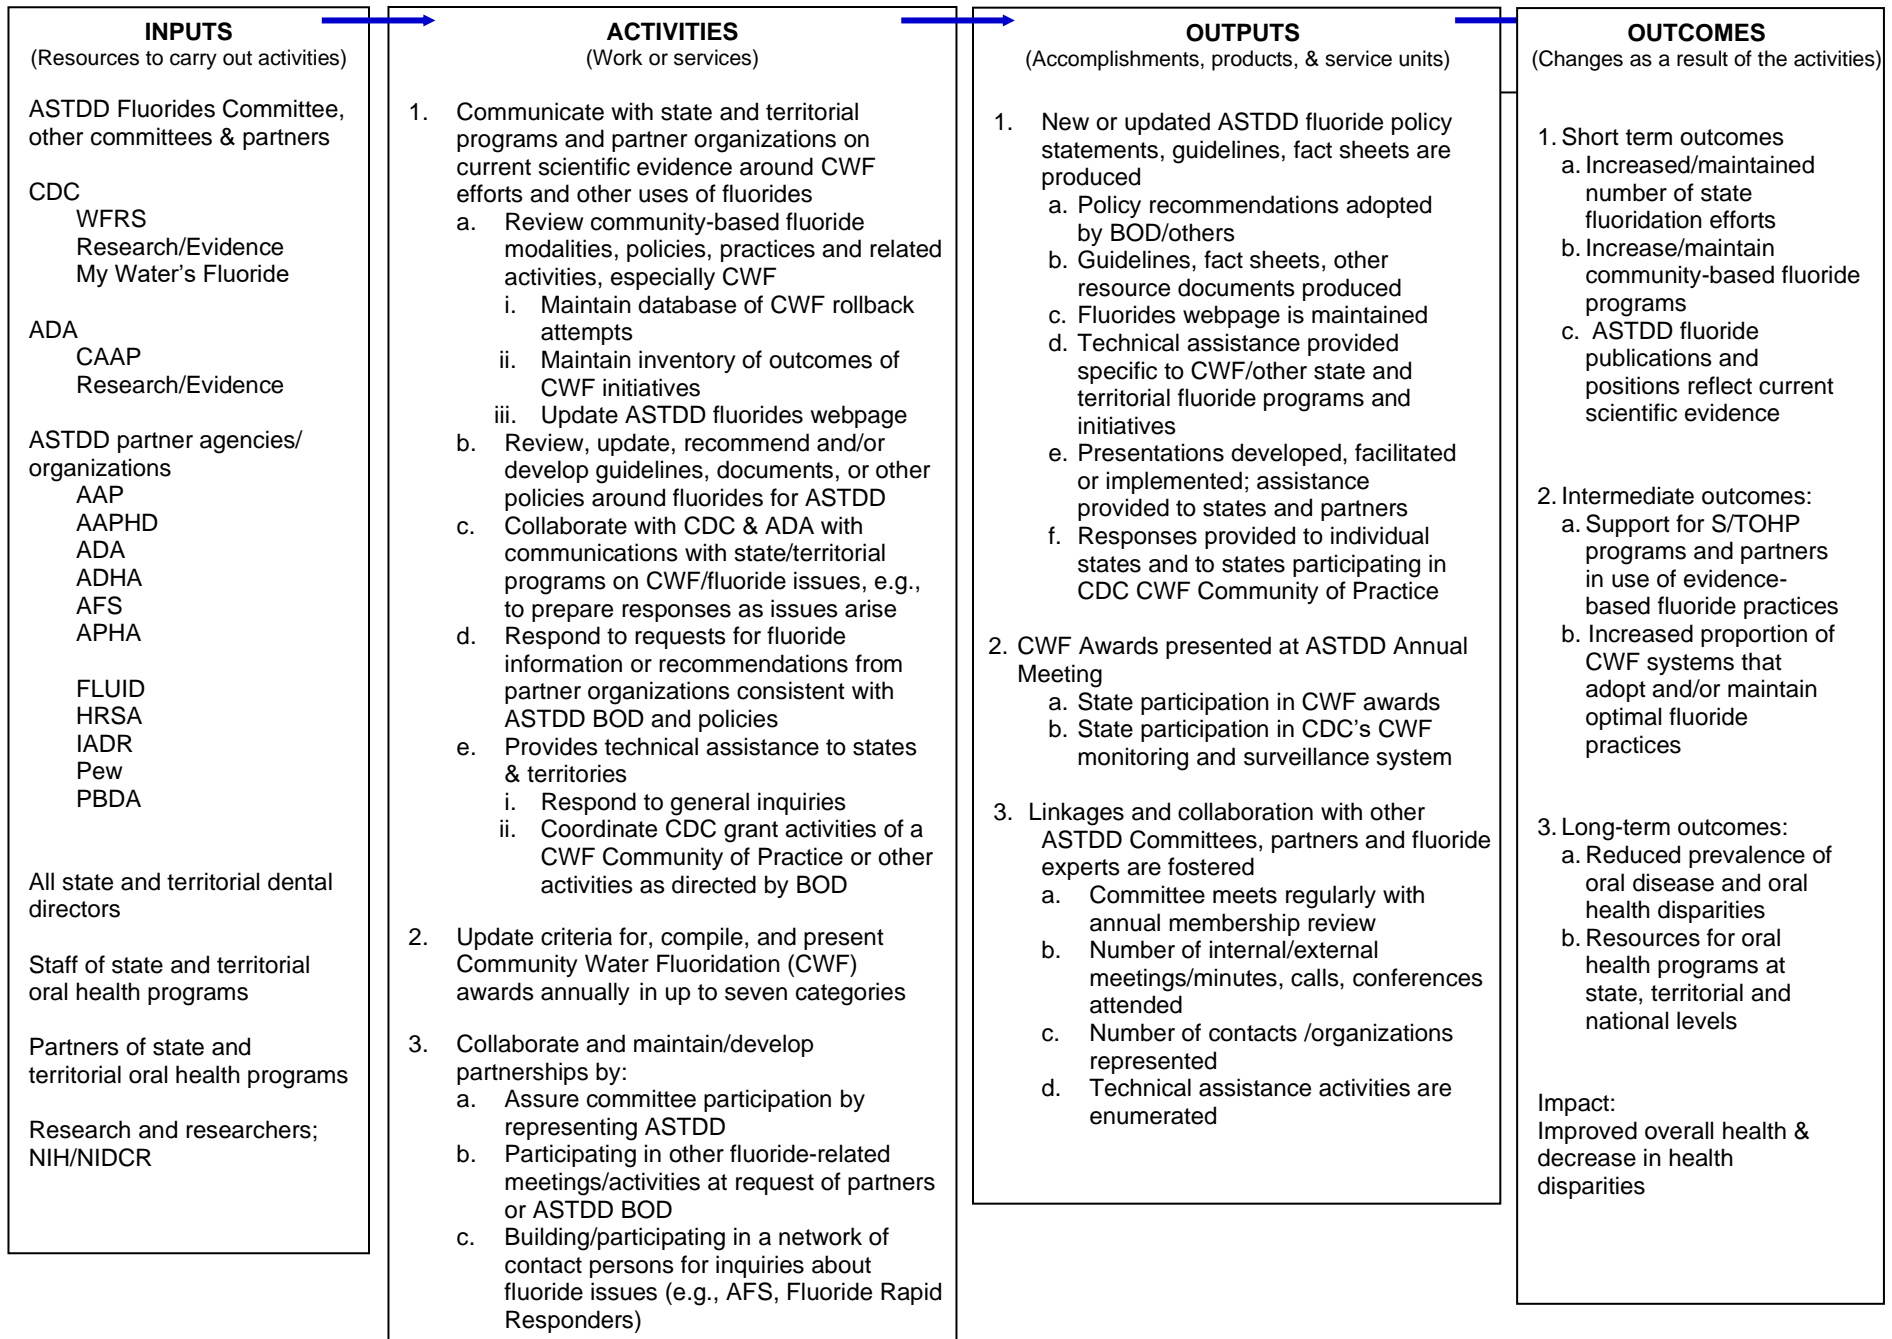 INPUTS
(Resources to carry out activities)
ASTDD Fluorides Committee,
other committees & partners
CDC
WFRS
Research/Evidence
My Water's Fluoride
ADA
CAAP
Research/Evidence
ASTDD partner agencies/
organizations
AAP
AAPHD
ADA
ADHA
AFS
APHA
FLUID
HRSA
IADR
Pew
PBDA
All state and territorial dental
directors
Staff of state and territorial
oral health programs
Partners of state and
territorial oral health programs
Research and researchers;
NIH/NIDCR
ACTIVITIES
(Work or services)
1. Communicate with state and territorial
programs and partner organizations on
current scientific evidence around CWF
efforts and other uses of fluorides
a. Review community-based fluoride
modalities, policies, practices and related
activities, especially CWF
i. Maintain database of CWF rollback
attempts
ii. Maintain inventory of outcomes of
CWF initiatives
iii. Update ASTDD fluorides webpage
b. Review, update, recommend and/or
develop guidelines, documents, or other
policies around fluorides for ASTDD
c. Collaborate with CDC & ADA with
communications with state/territorial
programs on CWF/fluoride issues, e.g.,
to prepare responses as issues arise
d. Respond to requests for fluoride
information or recommendations from
partner organizations consistent with
ASTDD BOD and policies
e. Provides technical assistance to states
& territories
i. Respond to general inquiries
ii. Coordinate CDC grant activities of a
CWF Community of Practice or other
activities as directed by BOD
2. Update criteria for, compile, and present
Community Water Fluoridation (CWF)
awards annually in up to seven categories
3. Collaborate and maintain/develop
partnerships by:
a. Assure committee participation by
representing ASTDD
b. Participating in other fluoride-related
meetings/activities at request of partners
or ASTDD BOD
c. Building/participating in a network of
contact persons for inquiries about
fluoride issues (e.g., AFS, Fluoride Rapid
Responders)
OUTPUTS
(Accomplishments, products, & service units)
1. New or updated ASTDD fluoride policy
statements, guidelines, fact sheets are
produced
a. Policy recommendations adopted
by BOD/others
b. Guidelines, fact sheets, other
resource documents produced
c. Fluorides webpage is maintained
d. Technical assistance provided
specific to CWF/other state and
territorial fluoride programs and
initiatives
e. Presentations developed, facilitated
or implemented; assistance
provided to states and partners
f. Responses provided to individual
states and to states participating in
CDC CWF Community of Practice
2. CWF Awards presented at ASTDD Annual
Meeting
a. State participation in CWF awards
b. State participation in CDC's CWF
monitoring and surveillance system
3. Linkages and collaboration with other
ASTDD Committees, partners and fluoride
experts are fostered
a. Committee meets regularly with
annual membership review
b. Number of internal/external
meetings/minutes, calls, conferences
attended
c. Number of contacts /organizations
represented
d. Technical assistance activities are
enumerated
OUTCOMES
(Changes as a result of the activities)
1. Short term outcomes
a. Increased/maintained
number of state
fluoridation efforts
b. Increase/maintain
community-based fluoride
programs
c. ASTDD fluoride
publications and
positions reflect current
scientific evidence
2. Intermediate outcomes:
a. Support for S/TOHP
programs and partners
in use of evidence-
based fluoride practices
b. Increased proportion of
CWF systems that
adopt and/or maintain
optimal fluoride
practices
3. Long-term outcomes:
a. Reduced prevalence of
oral disease and oral
health disparities
b. Resources for oral
health programs at
state, territorial and
national levels
Impact:
Improved overall health &
decrease in health
disparities